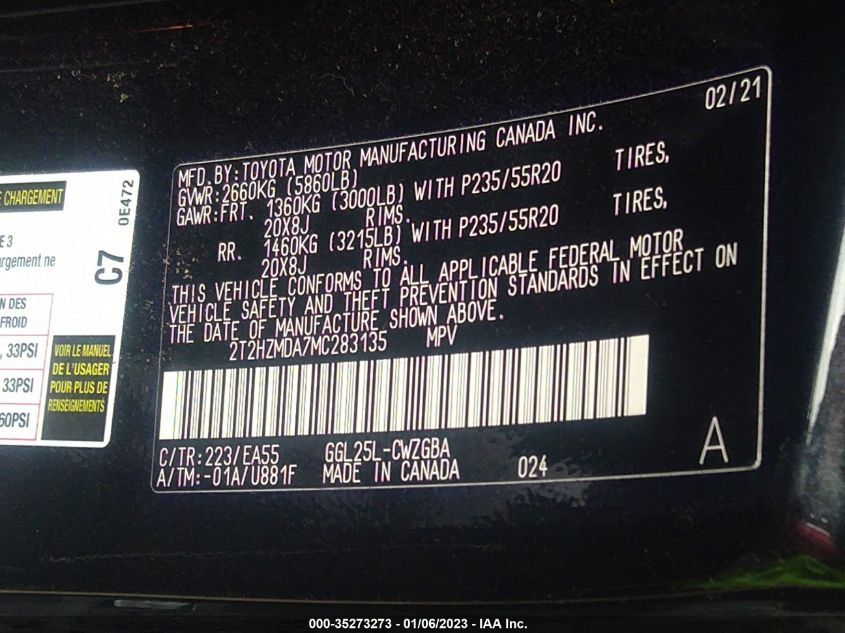 E CHARGEMENT
E 3
argement ne
N DES
FROID
, 33PSI
33PSI
60PSI
VOIR LE MANUEL
DE L'USAGER
POUR PLUS DE
RENSEIGNEMENTS
C7
0E472
02/21
MFD. BY: TOYOTA MOTOR MANUFACTURING CANADA INC.
GVWR: 2660KG (5860LB)
GAWR: FRT. 1360KG (3000LB) WITH P235/55R20 TIRES,
20X8J RIMS.
RR. 1460KG (3215LB) WITH P235/55R20 TIRES,
20X8J RIMS.
THIS VEHICLE CONFORMS TO ALL APPLICABLE FEDERAL MOTOR
VEHICLE SAFETY AND THEFT PREVENTION STANDARDS IN EFFECT ON
THE DATE OF MANUFACTURE SHOWN ABOVE.
2T2HZMDA7MC283135 MPV
C/TR: 223/EA55 GGL25L-CWZGBA
A/TM: -01A/U881F MADE IN CANADA 024
A
000-35273273 - 01/06/2023 - IAA Inc.